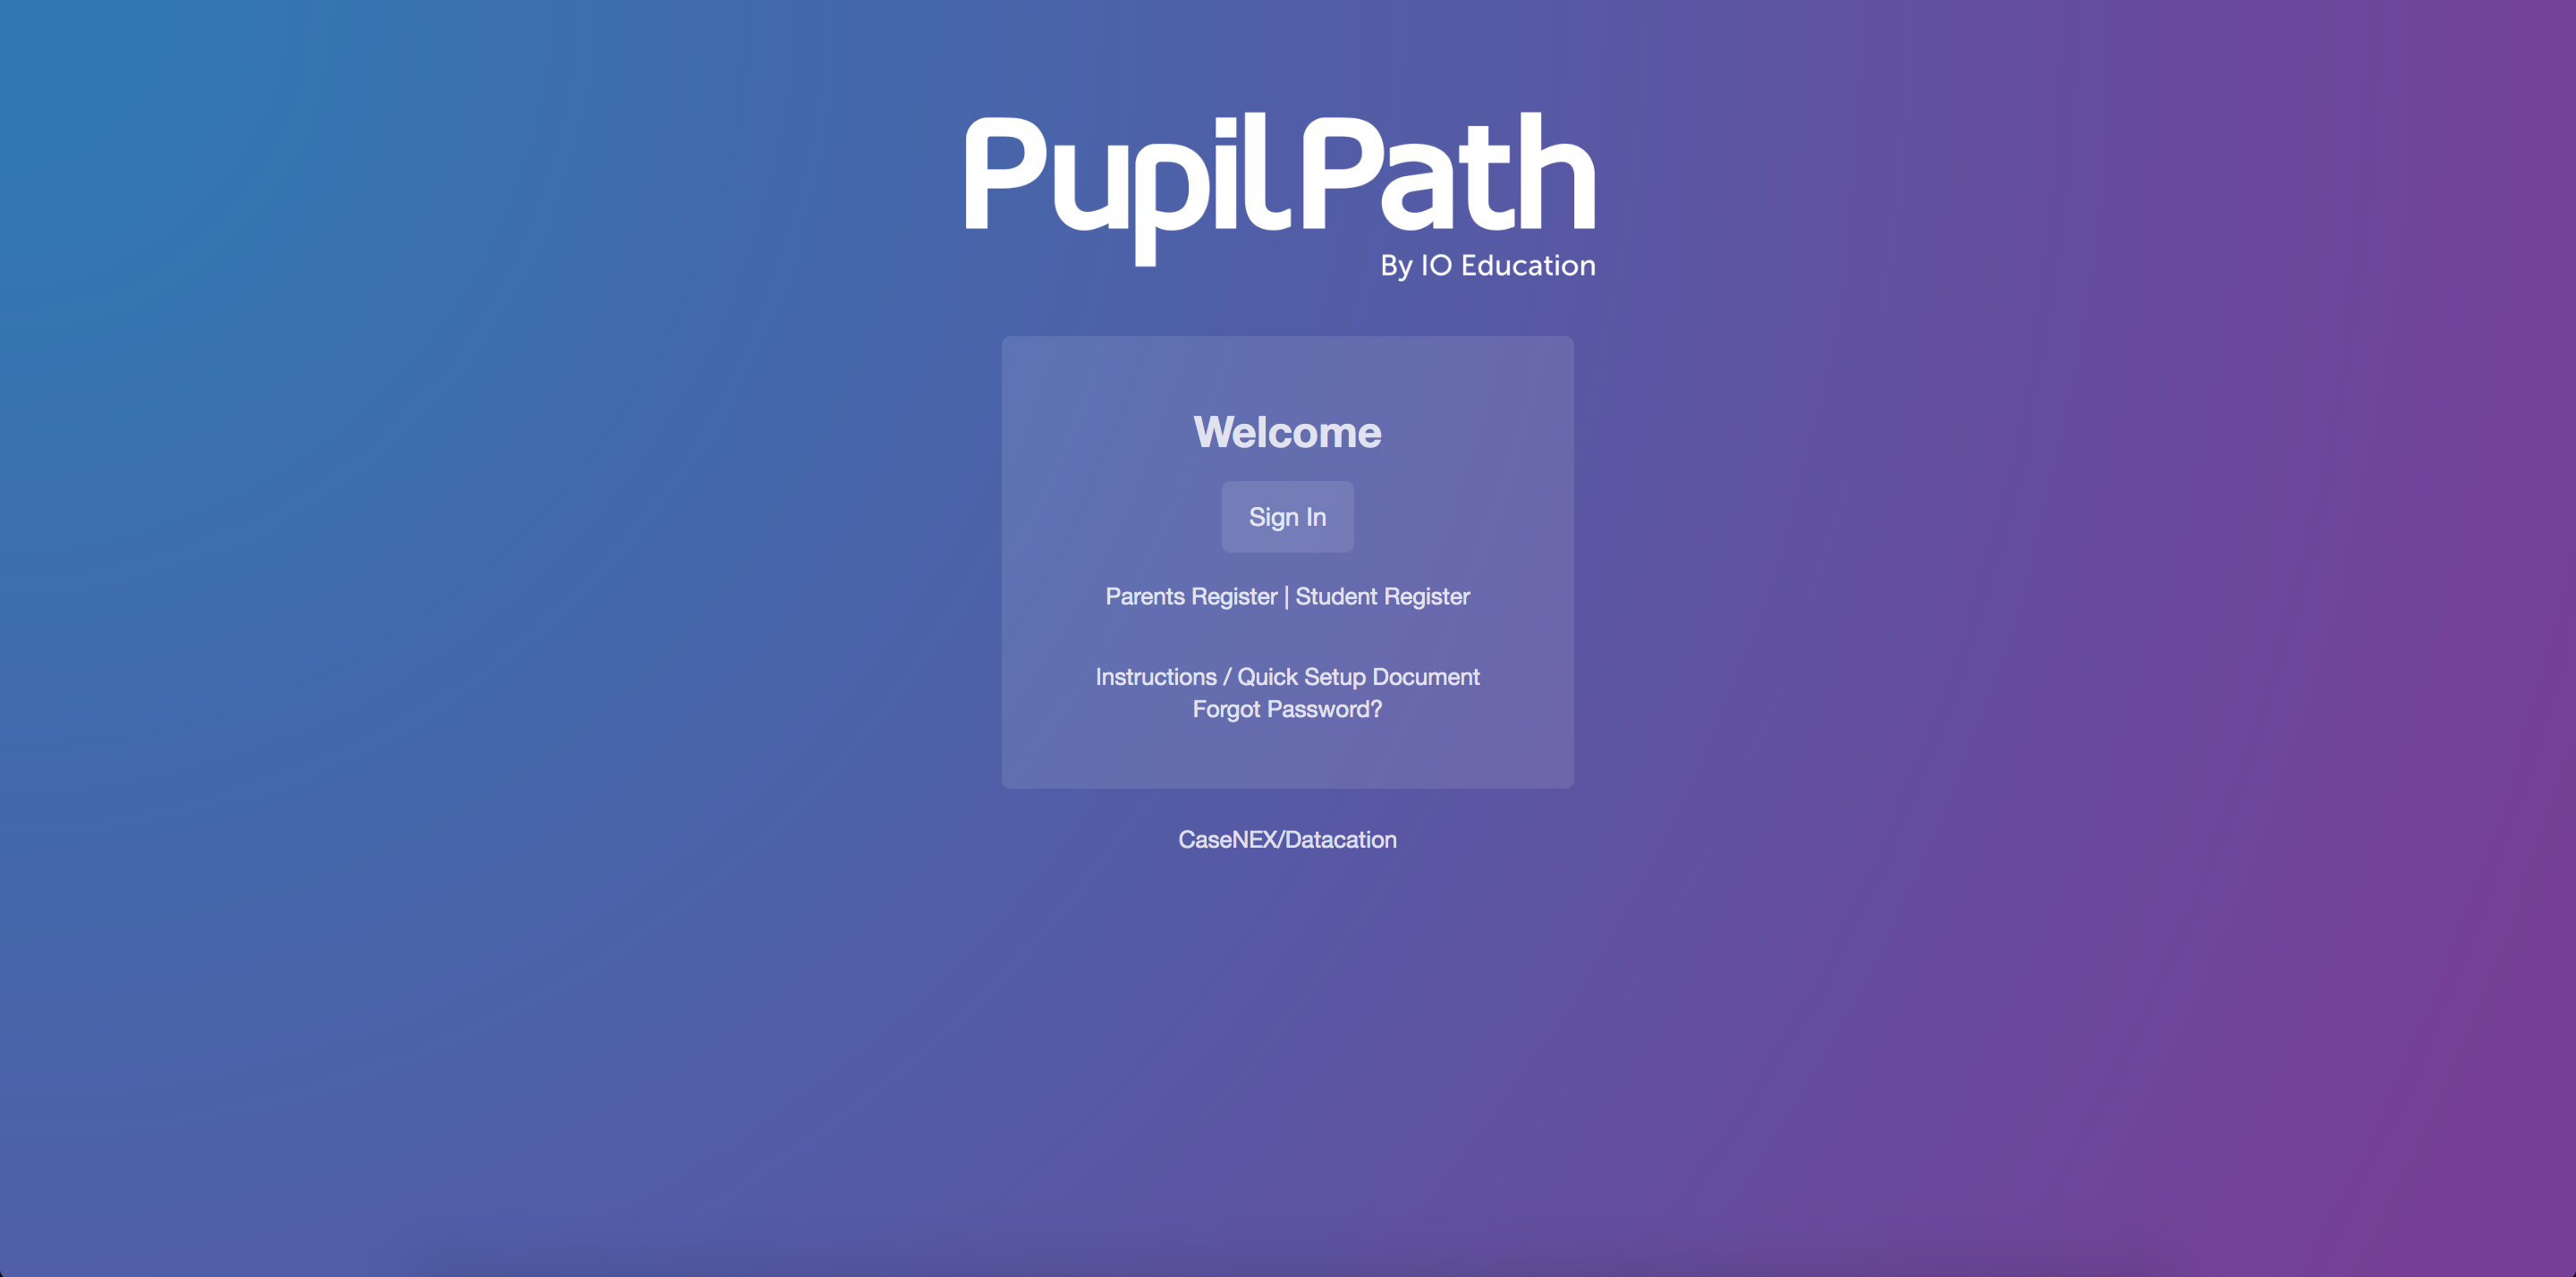 PupilPath
By IO Education
Welcome
Sign In
Parents Register | Student Register
Instructions / Quick Setup Document
Forgot Password?
CaseNEX/Datacation